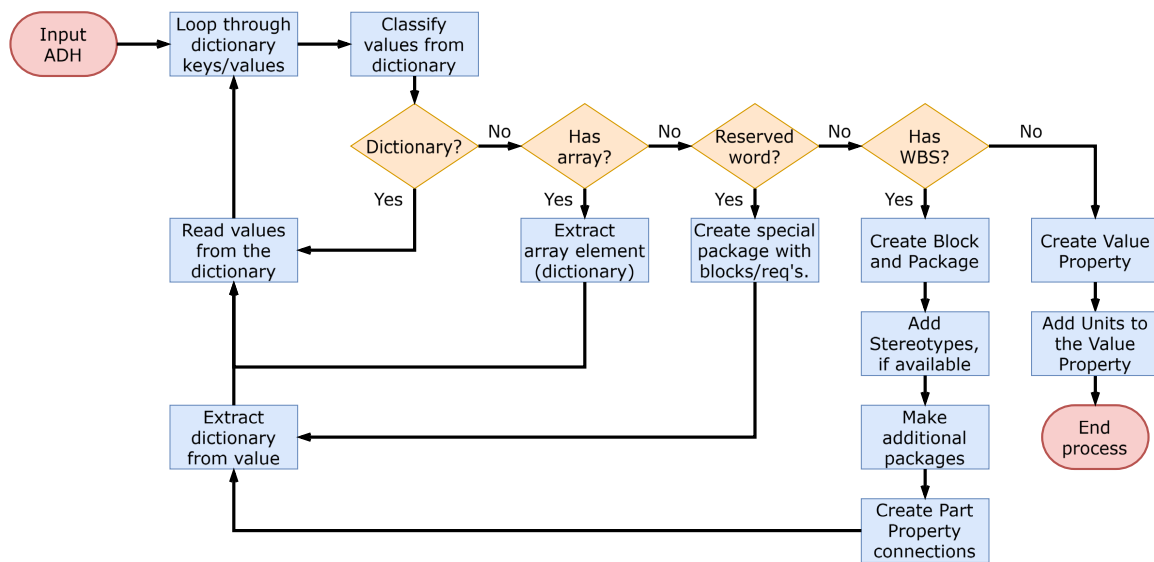 Input
ADH
Loop through
dictionary
keys/values
Classify
values from
dictionary
Dictionary?
No
Has
array?
No
Reserved
word?
No
Has
WBS?
No
Yes
Yes
Yes
Yes
Read values
from the
dictionary
Extract
array element
(dictionary)
Create special
package with
blocks/req's.
Create Block
and Package
Create Value
Property
Add
Stereotypes,
if available
Add Units to
the Value
Property
Extract
dictionary
from value
Make
additional
packages
End
process
Create Part
Property
connections